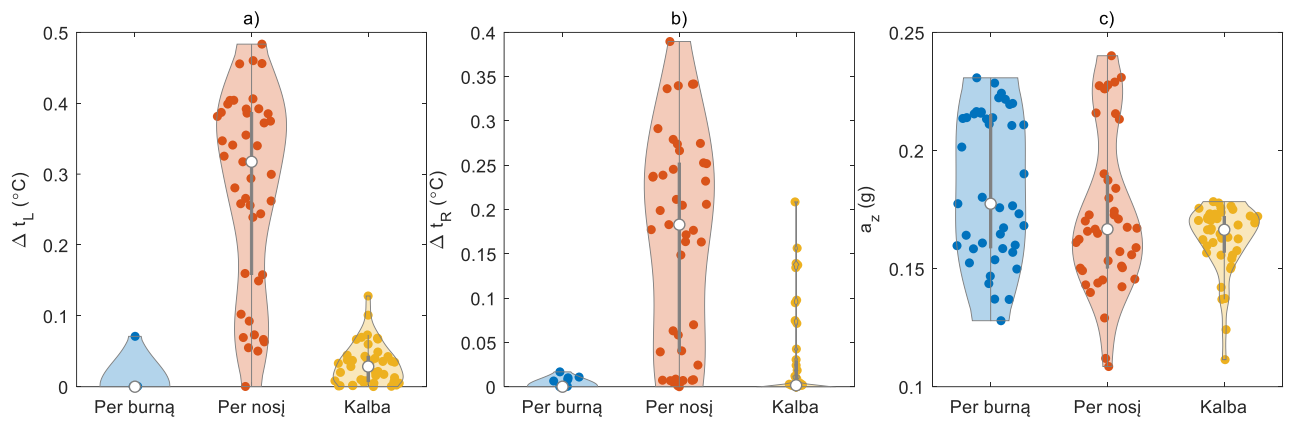 a)
Δ t_L (°C)
0.5
0.4
0.3
0.2
0.1
0
Per burną
Per nosį
Kalba
b)
Δ t_R (°C)
0.4
0.35
0.3
0.25
0.2
0.15
0.1
0.05
0
Per burną
Per nosį
Kalba
c)
a_z (g)
0.25
0.2
0.15
0.1
Per burną
Per nosį
Kalba